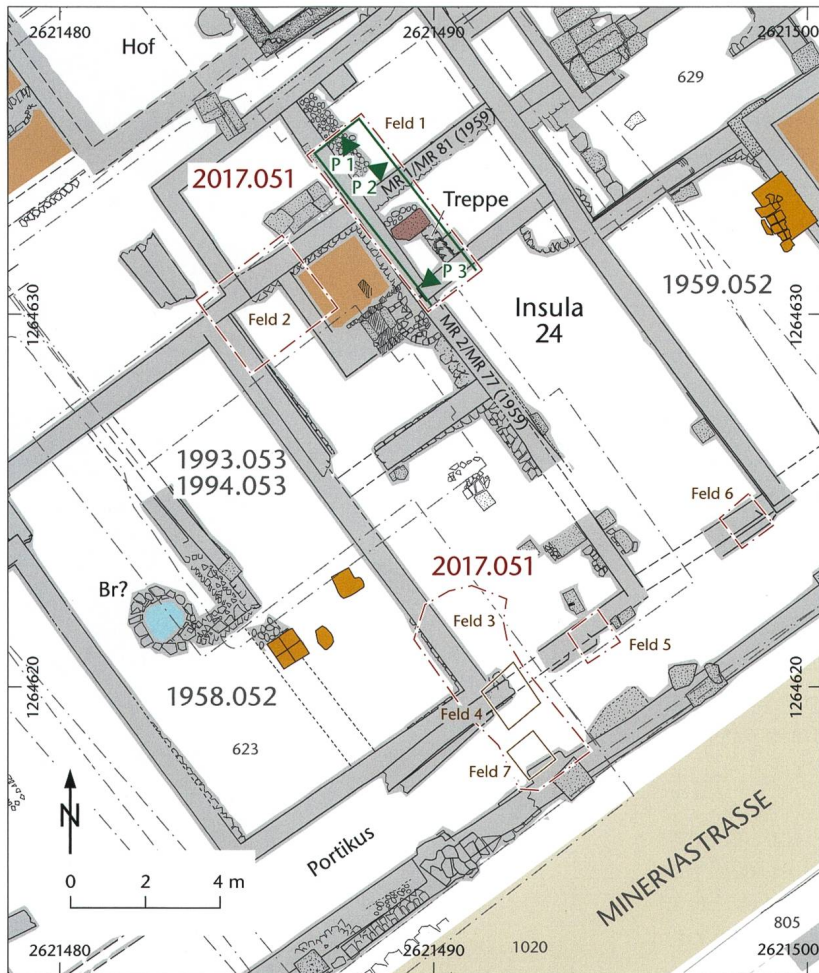 2621480
2621490
2621500
Hof
629
Feld 1
P 1
P 2
MR 1/MR 81 (1959)
2017.051
Treppe
P 3
1959.052
Insula
24
1264630
1264630
Feld 2
MR 2/MR 77 (1959)
1993.053
1994.053
Feld 6
2017.051
Br?
Feld 3
Feld 5
1958.052
1264620
1264620
Feld 4
623
Feld 7
N
Portikus
MINERVASTRASSE
0 2 4 m
805
1020
2621480
2621490
2621500